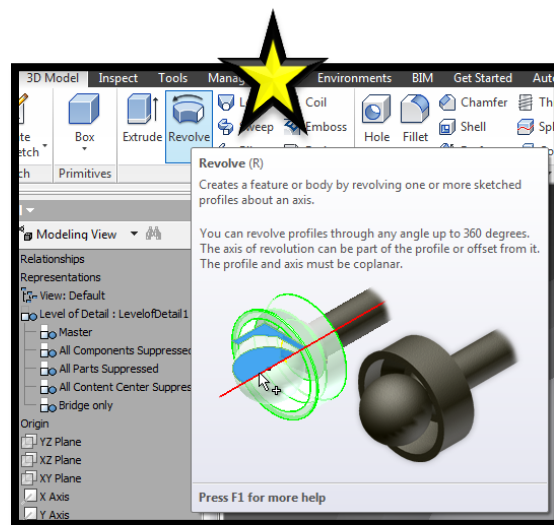 3D Model Inspect Tools Environments BIM Get Started
Coil
Chamfer
Box
Extrude Revolve
Emboss
Hole Fillet
Shell
Primitives
Revolve (R)
Creates a feature or body by revolving one or more sketched
profiles about an axis.
You can revolve profiles through any angle up to 360 degrees.
The axis of revolution can be part of the profile or offset from it.
The profile and axis must be coplanar.
Modeling View
Relationships
Representations
View: Default
Level of Detail : LevelofDetail1
Master
All Components Suppressed
All Parts Suppressed
All Content Center Suppres
Bridge only
Origin
YZ Plane
XZ Plane
XY Plane
X Axis
Y Axis
Press F1 for more help